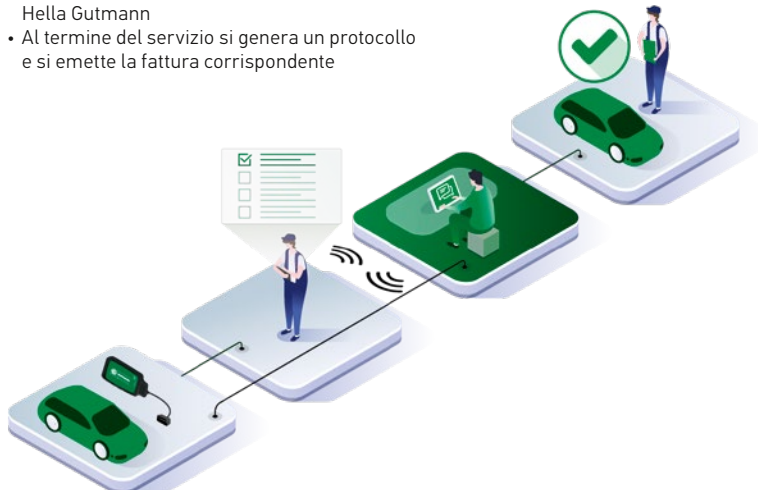 Hella Gutmann
• Al termine del servizio si genera un protocollo
e si emette la fattura corrispondente